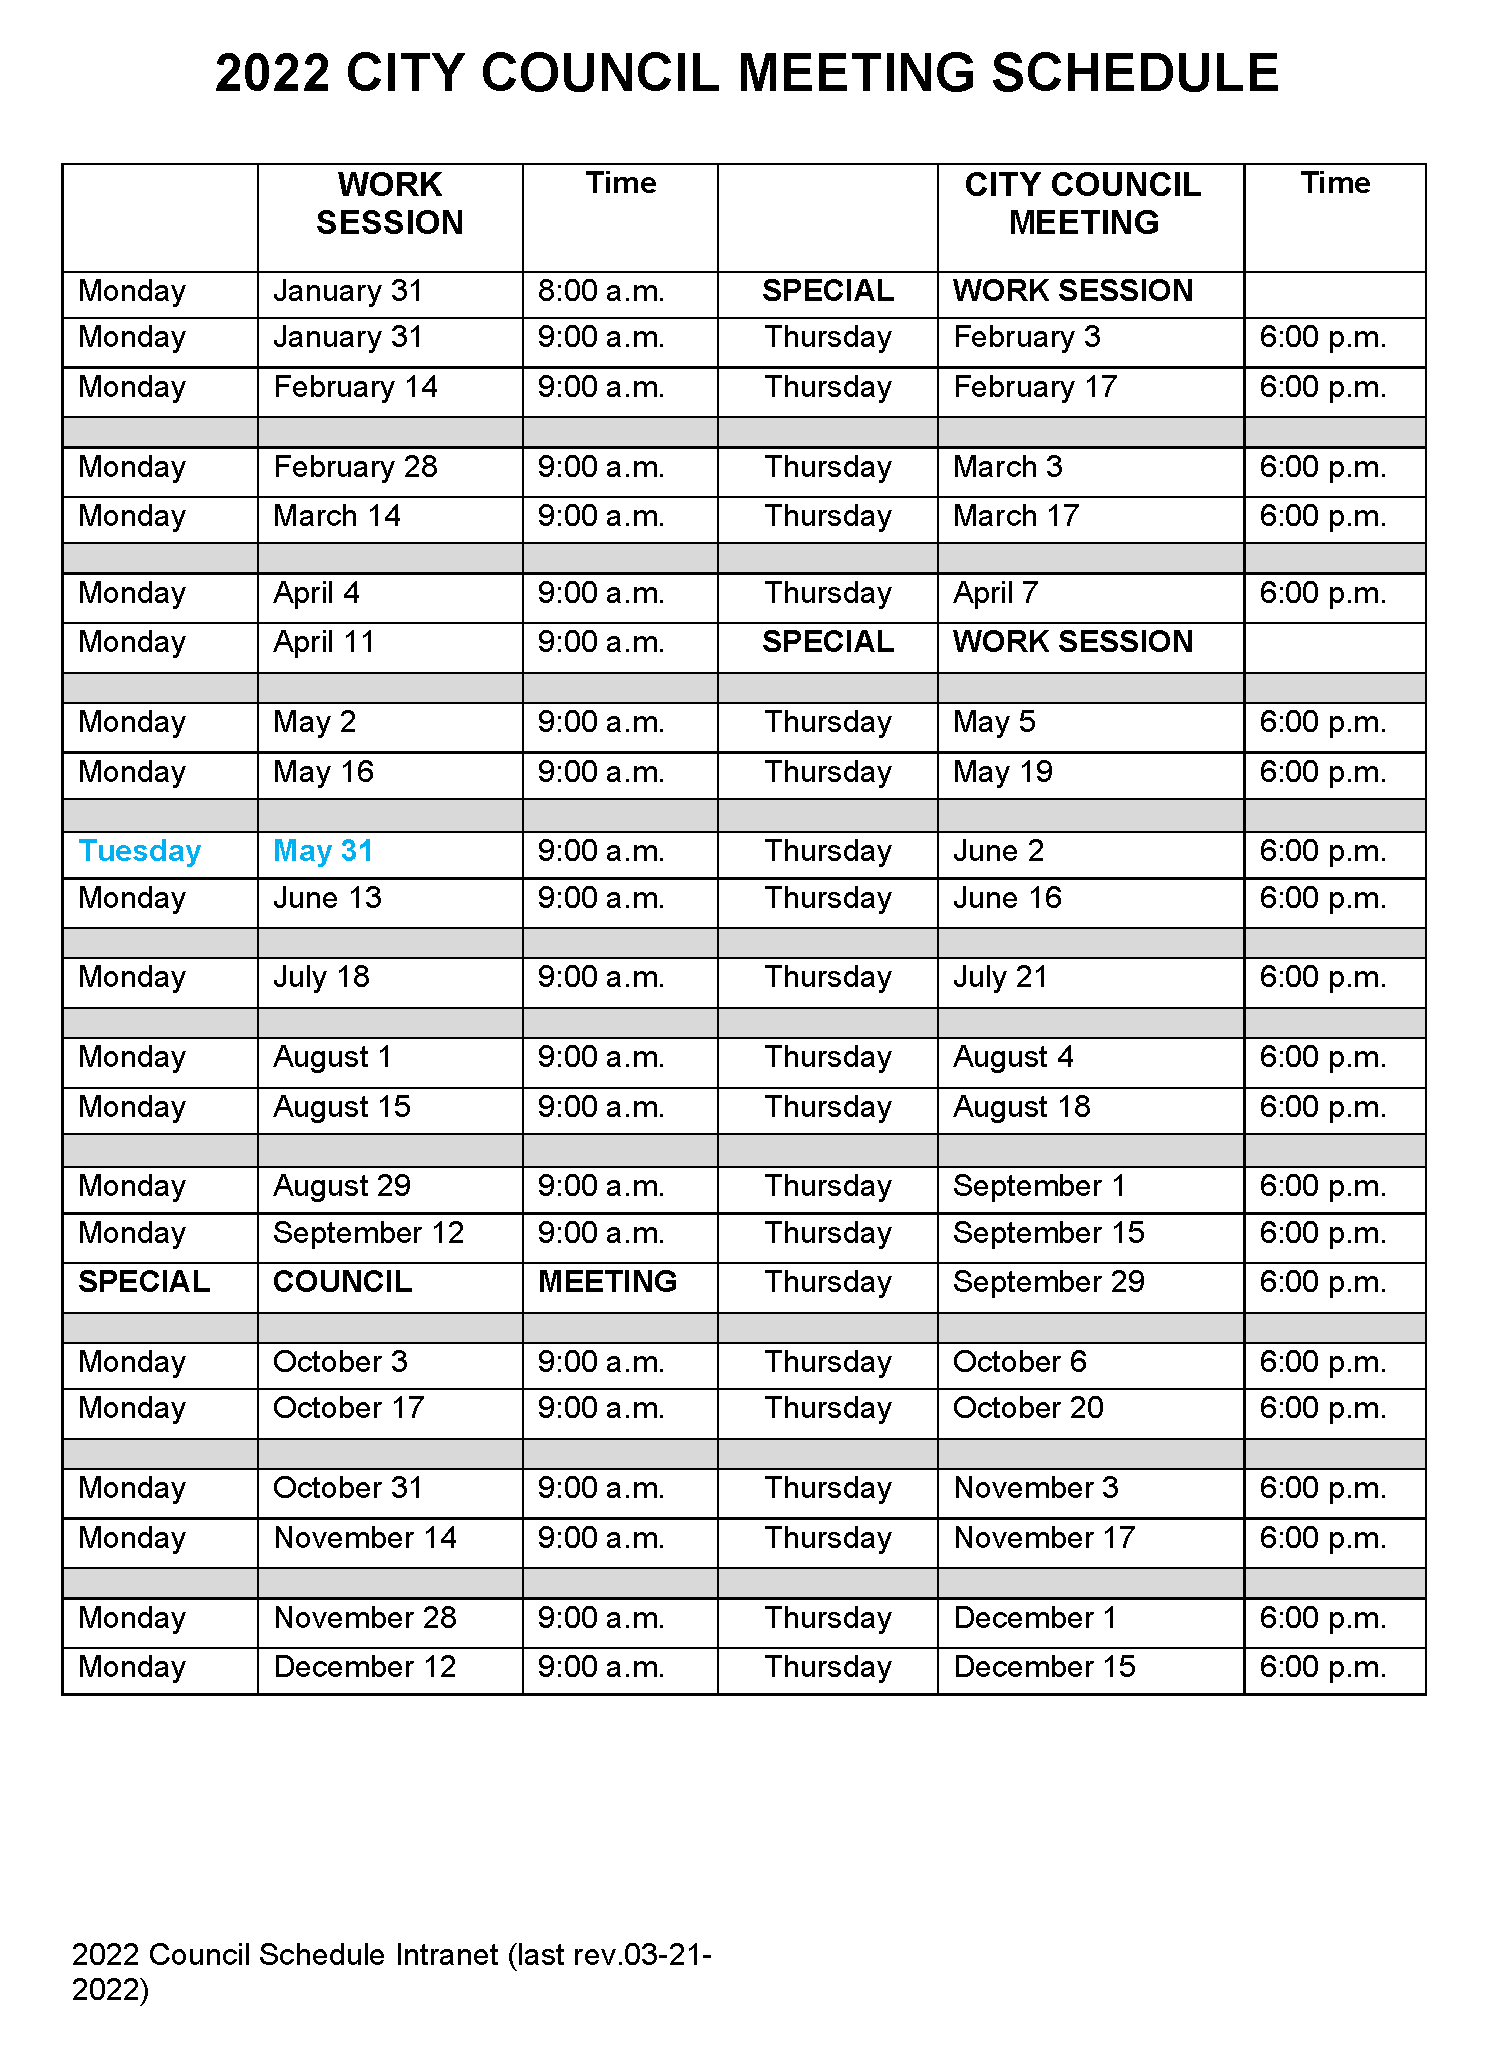 2022 CITY COUNCIL MEETING SCHEDULE
WORK SESSION Time CITY COUNCIL MEETING Time
Monday January 31 8:00 a.m. SPECIAL WORK SESSION
Monday January 31 9:00 a.m. Thursday February 3 6:00 p.m.
Monday February 14 9:00 a.m. Thursday February 17 6:00 p.m.
Monday February 28 9:00 a.m. Thursday March 3 6:00 p.m.
Monday March 14 9:00 a.m. Thursday March 17 6:00 p.m.
Monday April 4 9:00 a.m. Thursday April 7 6:00 p.m.
Monday April 11 9:00 a.m. SPECIAL WORK SESSION
Monday May 2 9:00 a.m. Thursday May 5 6:00 p.m.
Monday May 16 9:00 a.m. Thursday May 19 6:00 p.m.
Tuesday May 31 9:00 a.m. Thursday June 2 6:00 p.m.
Monday June 13 9:00 a.m. Thursday June 16 6:00 p.m.
Monday July 18 9:00 a.m. Thursday July 21 6:00 p.m.
Monday August 1 9:00 a.m. Thursday August 4 6:00 p.m.
Monday August 15 9:00 a.m. Thursday August 18 6:00 p.m.
Monday August 29 9:00 a.m. Thursday September 1 6:00 p.m.
Monday September 12 9:00 a.m. Thursday September 15 6:00 p.m.
SPECIAL COUNCIL MEETING Thursday September 29 6:00 p.m.
Monday October 3 9:00 a.m. Thursday October 6 6:00 p.m.
Monday October 17 9:00 a.m. Thursday October 20 6:00 p.m.
Monday October 31 9:00 a.m. Thursday November 3 6:00 p.m.
Monday November 14 9:00 a.m. Thursday November 17 6:00 p.m.
Monday November 28 9:00 a.m. Thursday December 1 6:00 p.m.
Monday December 12 9:00 a.m. Thursday December 15 6:00 p.m.
2022 Council Schedule Intranet (last rev.03-21-
2022)